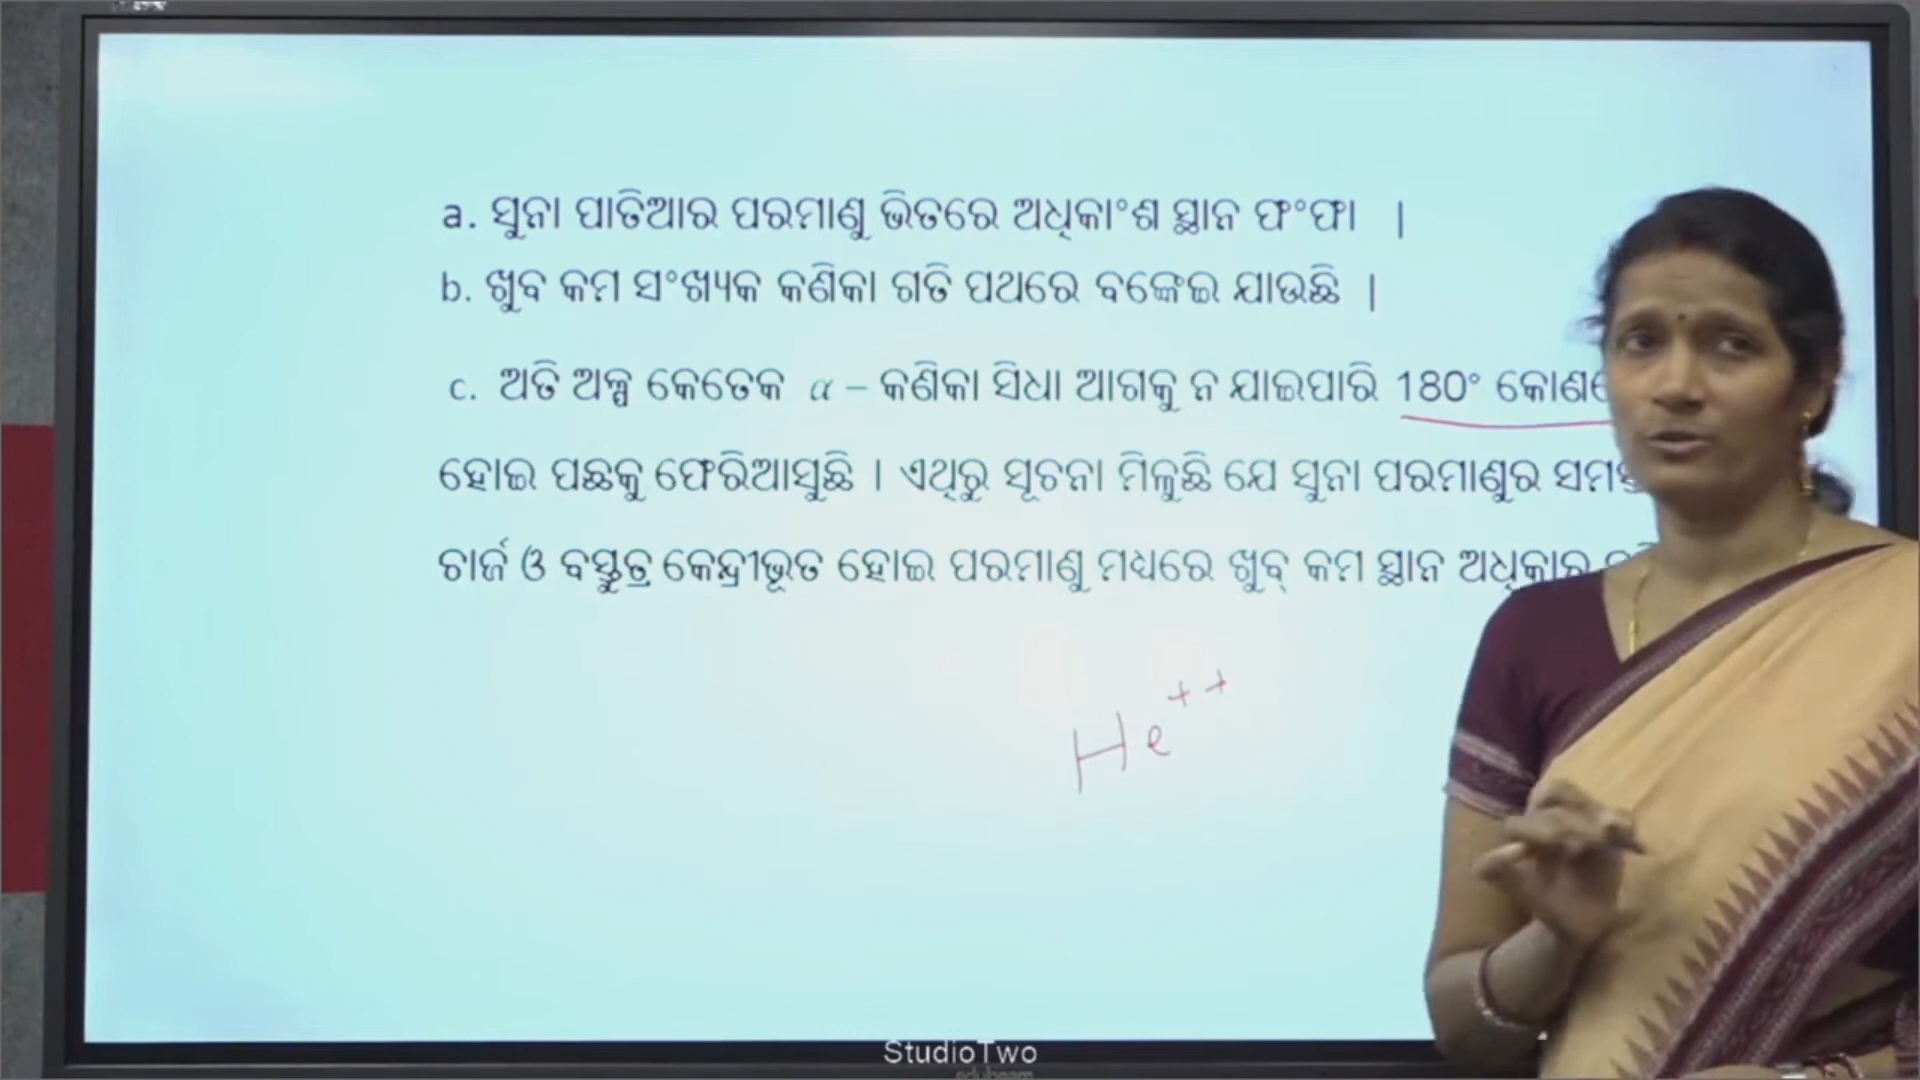 a. ସୁନା ପାତିଆର ପରମାଣୁ ଭିତରେ ଅଧିକାଂଶ ସ୍ଥାନ ଫଂଫା |
b. ଖୁବ କମ ସଂଖ୍ୟକ କଣିକା ଗତି ପଥରେ ବଙ୍କେଇ ଯାଉଛି |
c. ଅତି ଅଳ୍ପ କେତେକ α – କଣିକା ସିଧା ଆଗକୁ ନ ଯାଇପାରି 180°
ହୋଇ ପଛକୁ ଫେରିଆସୁଛି । ଏଥିରୁ ସୂଚନା ମିଳୁଛି ଯେ ସୁନା ପରମାଣୁର
ଚାର୍ଜ ଓ ବସ୍ତୁତ୍ର କେନ୍ଦ୍ରୀଭୂତ ହୋଇ ପରମାଣୁ ମଧ୍ୟରେ ଖୁବ୍ କମ ସ୍ଥାନ ଅଧିକାର
He++
StudioTwo